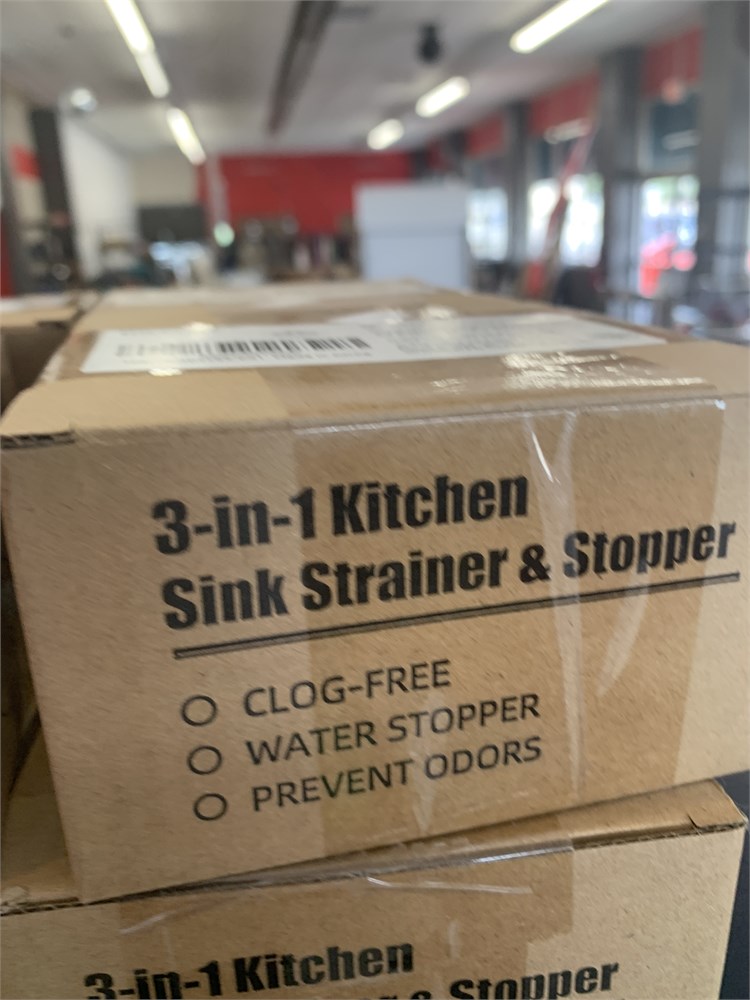 3-in-1 Kitchen
Sink Strainer & Stopper
CLOG-FREE
WATER STOPPER
PREVENT ODORS
3-in-1 Kitchen
& Stopper